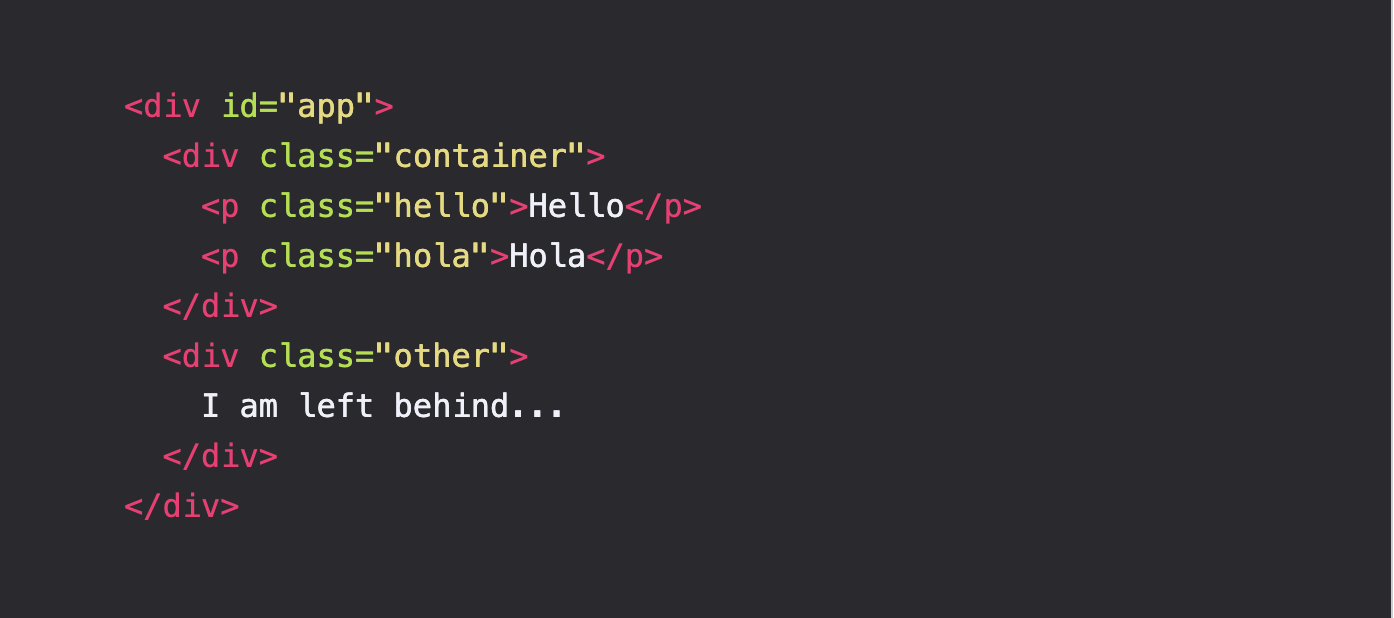 <div id="app">
  <div class="container">
    <p class="hello">Hello</p>
    <p class="hola">Hola</p>
  </div>
  <div class="other">
    I am left behind...
  </div>
</div>